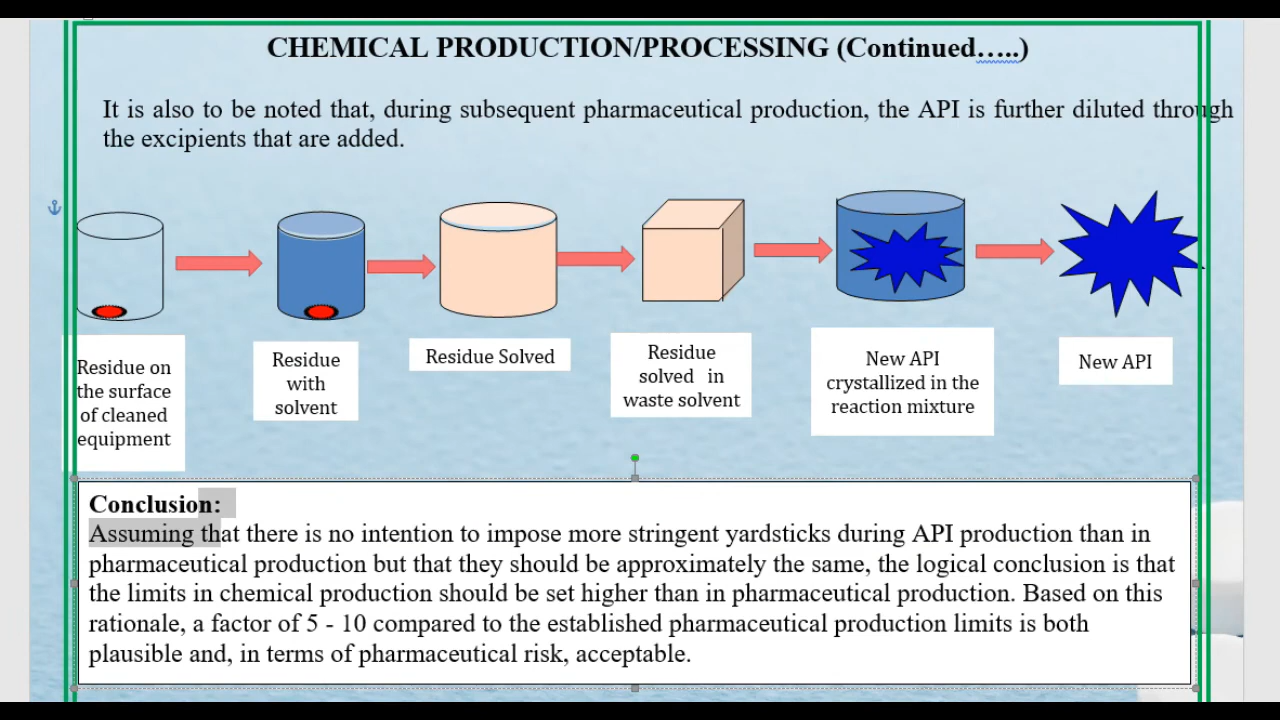 CHEMICAL PRODUCTION/PROCESSING (Continued…..)
It is also to be noted that, during subsequent pharmaceutical production, the API is further diluted through
the excipients that are added.
Residue on
the surface
of cleaned
equipment
Residue
with
solvent
Residue Solved
Residue
solved in
waste solvent
New API
crystallized in the
reaction mixture
New API
Conclusion:
Assuming that there is no intention to impose more stringent yardsticks during API production than in
pharmaceutical production but that they should be approximately the same, the logical conclusion is that
the limits in chemical production should be set higher than in pharmaceutical production. Based on this
rationale, a factor of 5 - 10 compared to the established pharmaceutical production limits is both
plausible and, in terms of pharmaceutical risk, acceptable.